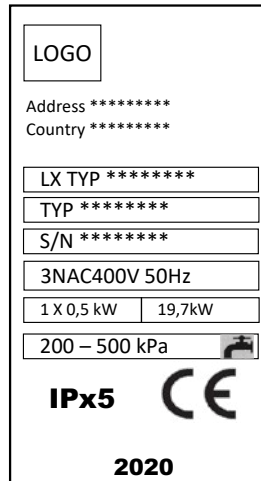 LOGO
Address *********
Country *********
LX TYP ********
TYP ********
S/N ********
3NAC400V 50Hz
1 X 0,5 kW 19,7kW
200 – 500 kPa
IPx5 CE
2020